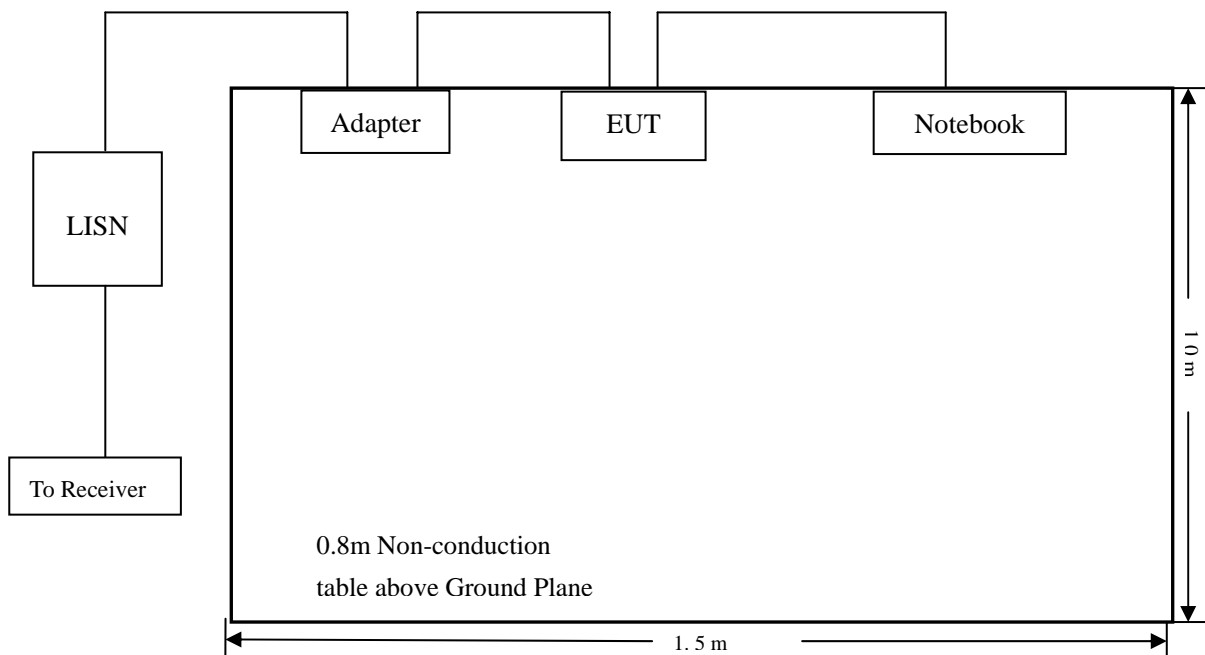 Adapter
EUT
Notebook
LISN
1 0 m
To Receiver
0.8m Non-conduction
table above Ground Plane
1. 5 m